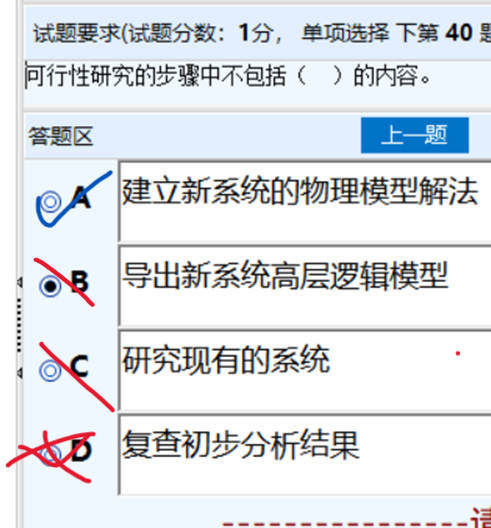 试题要求(试题分数：1分， 单项选择 下第 40 题
可行性研究的步骤中不包括（ ）的内容。
答题区
上一题
A 建立新系统的物理模型解法
B 导出新系统高层逻辑模型
C 研究现有的系统
D 复查初步分析结果
----------------请